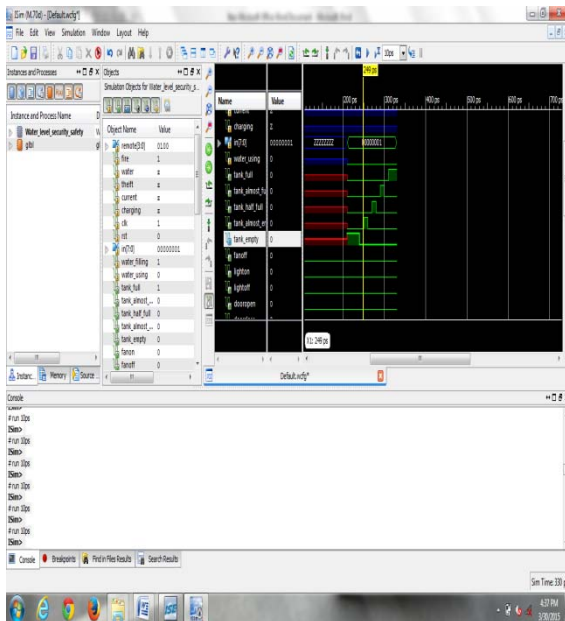 ISim (M.70d) - [Default.wcfg*]
File Edit View Simulation Window Layout Help
10ps
Instances and Processes
Objects
Simulation Objects for Water_level_security_s...
Instance and Process Name
Water_level_security_safety
glbl
Object Name Value
remote[3:0] 0100
fire 1
water z
theft z
current z
charging z
clk 1
rst 0
in[7:0] 00000001
water_filling 1
water_using 0
tank_full 1
tank_almost_... 0
tank_half_full 0
tank_almost_... 0
tank_empty 0
fanon 0
fanoff 0
Name Value
charging Z
in[7:0] 00000001
water_using 0
tank_full 0
tank_almost_fu 0
tank_half_full 0
tank_almost_er 0
tank_empty 0
fanoff 0
lighton 0
lightoff 0
dooropen 0
249 ps
200 ps 300 ps 400 ps 500 ps 600 ps 700 ps
ZZZZZZZZ 00000001
X1: 249 ps
Instanc... Memory Source
Default.wcfg*
Console
ISim>
# run 10ps
ISim>
# run 10ps
ISim>
# run 10ps
ISim>
# run 10ps
ISim>
# run 10ps
ISim>
# run 10ps
ISim>
Console Breakpoints Find in Files Results Search Results
Sim Time: 330 p
4:37 PM
3/30/2015